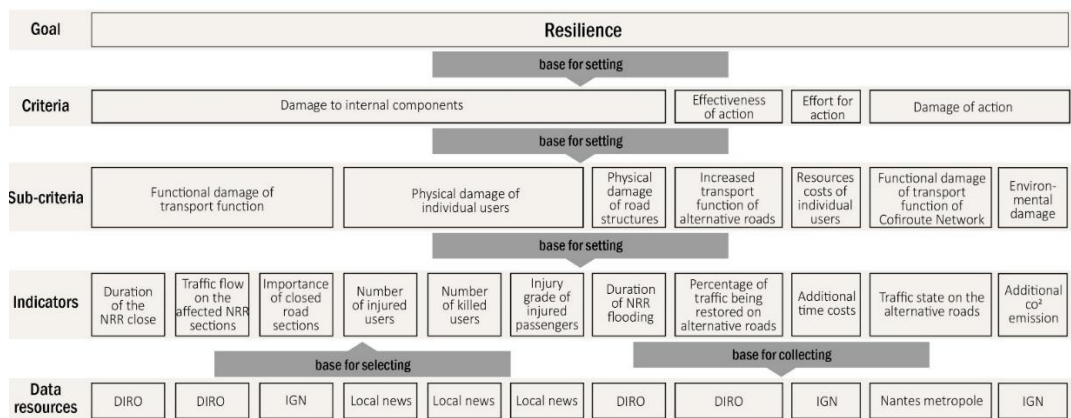 Goal
Resilience
base for setting
Criteria
Damage to internal components
Effectiveness
of action
Effort for
action
Damage of action
base for setting
Sub-criteria
Functional damage of
transport function
Physical damage of
individual users
Physical
damage
of road
structures
Increased
transport
function of
alternative roads
Resources
costs of
individual
users
Functional damage
of transport
function of
Cofiroute Network
Environ-
mental
damage
base for setting
Indicators
Duration
of the
NRR close
Traffic flow
on the
affected NRR
sections
Importance
of closed
road
sections
Number
of injured
users
Number
of killed
users
Injury
grade of
injured
passengers
Duration
of NRR
flooding
Percentage of
traffic being
restored on
alternative roads
Additional
time costs
Traffic state on the
alternative roads
Additional
co²
emission
base for selecting
base for collecting
Data
resources
DIRO
DIRO
IGN
Local news
Local news
Local news
DIRO
DIRO
IGN
Nantes metropole
IGN